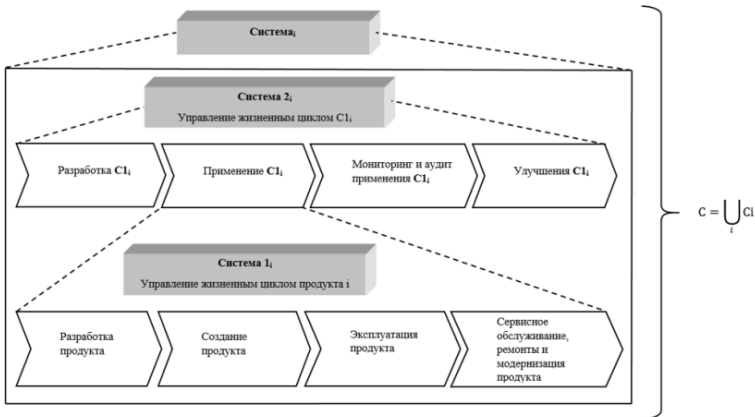 Системаᵢ
Система 2ᵢ
Управление жизненным циклом С1ᵢ
Разработка С1ᵢ
Применение С1ᵢ
Мониторинг и аудит
применения С1ᵢ
Улучшения С1ᵢ
C = ⋃ Ci
i
Система 1ᵢ
Управление жизненным циклом продукта i
Разработка
продукта
Создание
продукта
Эксплуатация
продукта
Сервисное
обслуживание,
ремонты и
модернизация
продукта